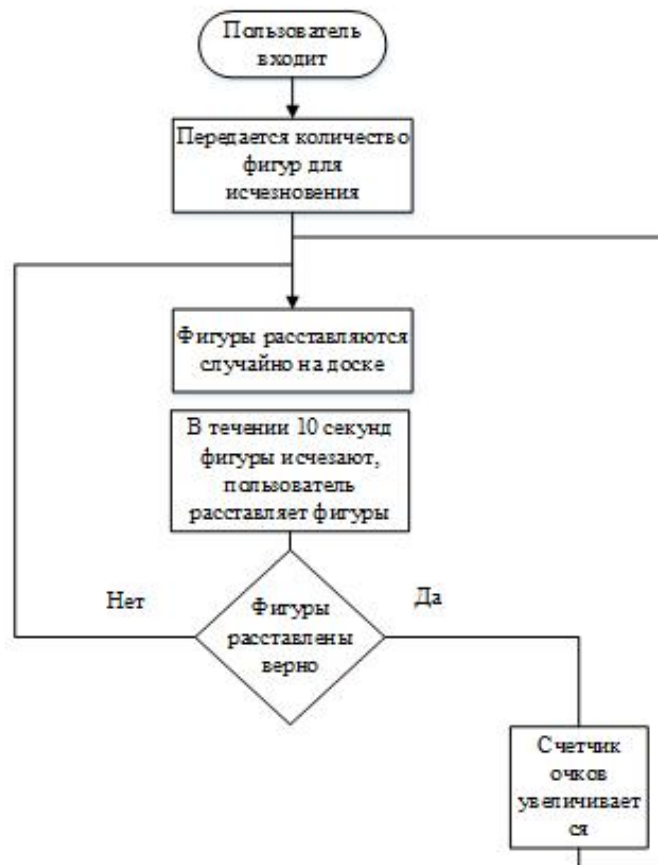 Пользователь
входит
Передается количество
фигур для
исчезновения
Фигуры расставляются
случайно на доске
В течении 10 секунд
фигуры исчезают,
пользователь
расставляет фигуры
Нет
Да
Фигуры
расставлены
верно
Счетчик
очков
увеличивает
ся